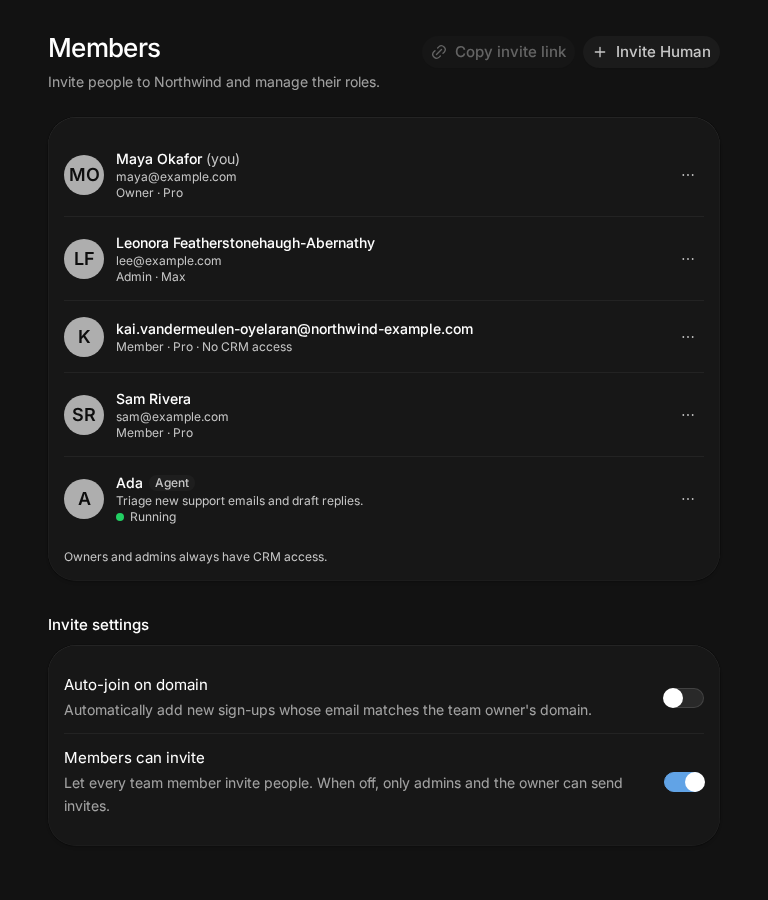 Members
Copy invite link
Invite Human
Invite people to Northwind and manage their roles.
MO
Maya Okafor (you)
maya@example.com
Owner · Pro
LF
Leonora Featherstonehaugh-Abernathy
lee@example.com
Admin · Max
K
kai.vandermeulen-oyelaran@northwind-example.com
Member · Pro · No CRM access
SR
Sam Rivera
sam@example.com
Member · Pro
A
Ada Agent
Triage new support emails and draft replies.
Running
Owners and admins always have CRM access.
Invite settings
Auto-join on domain
Automatically add new sign-ups whose email matches the team owner's domain.
Members can invite
Let every team member invite people. When off, only admins and the owner can send
invites.